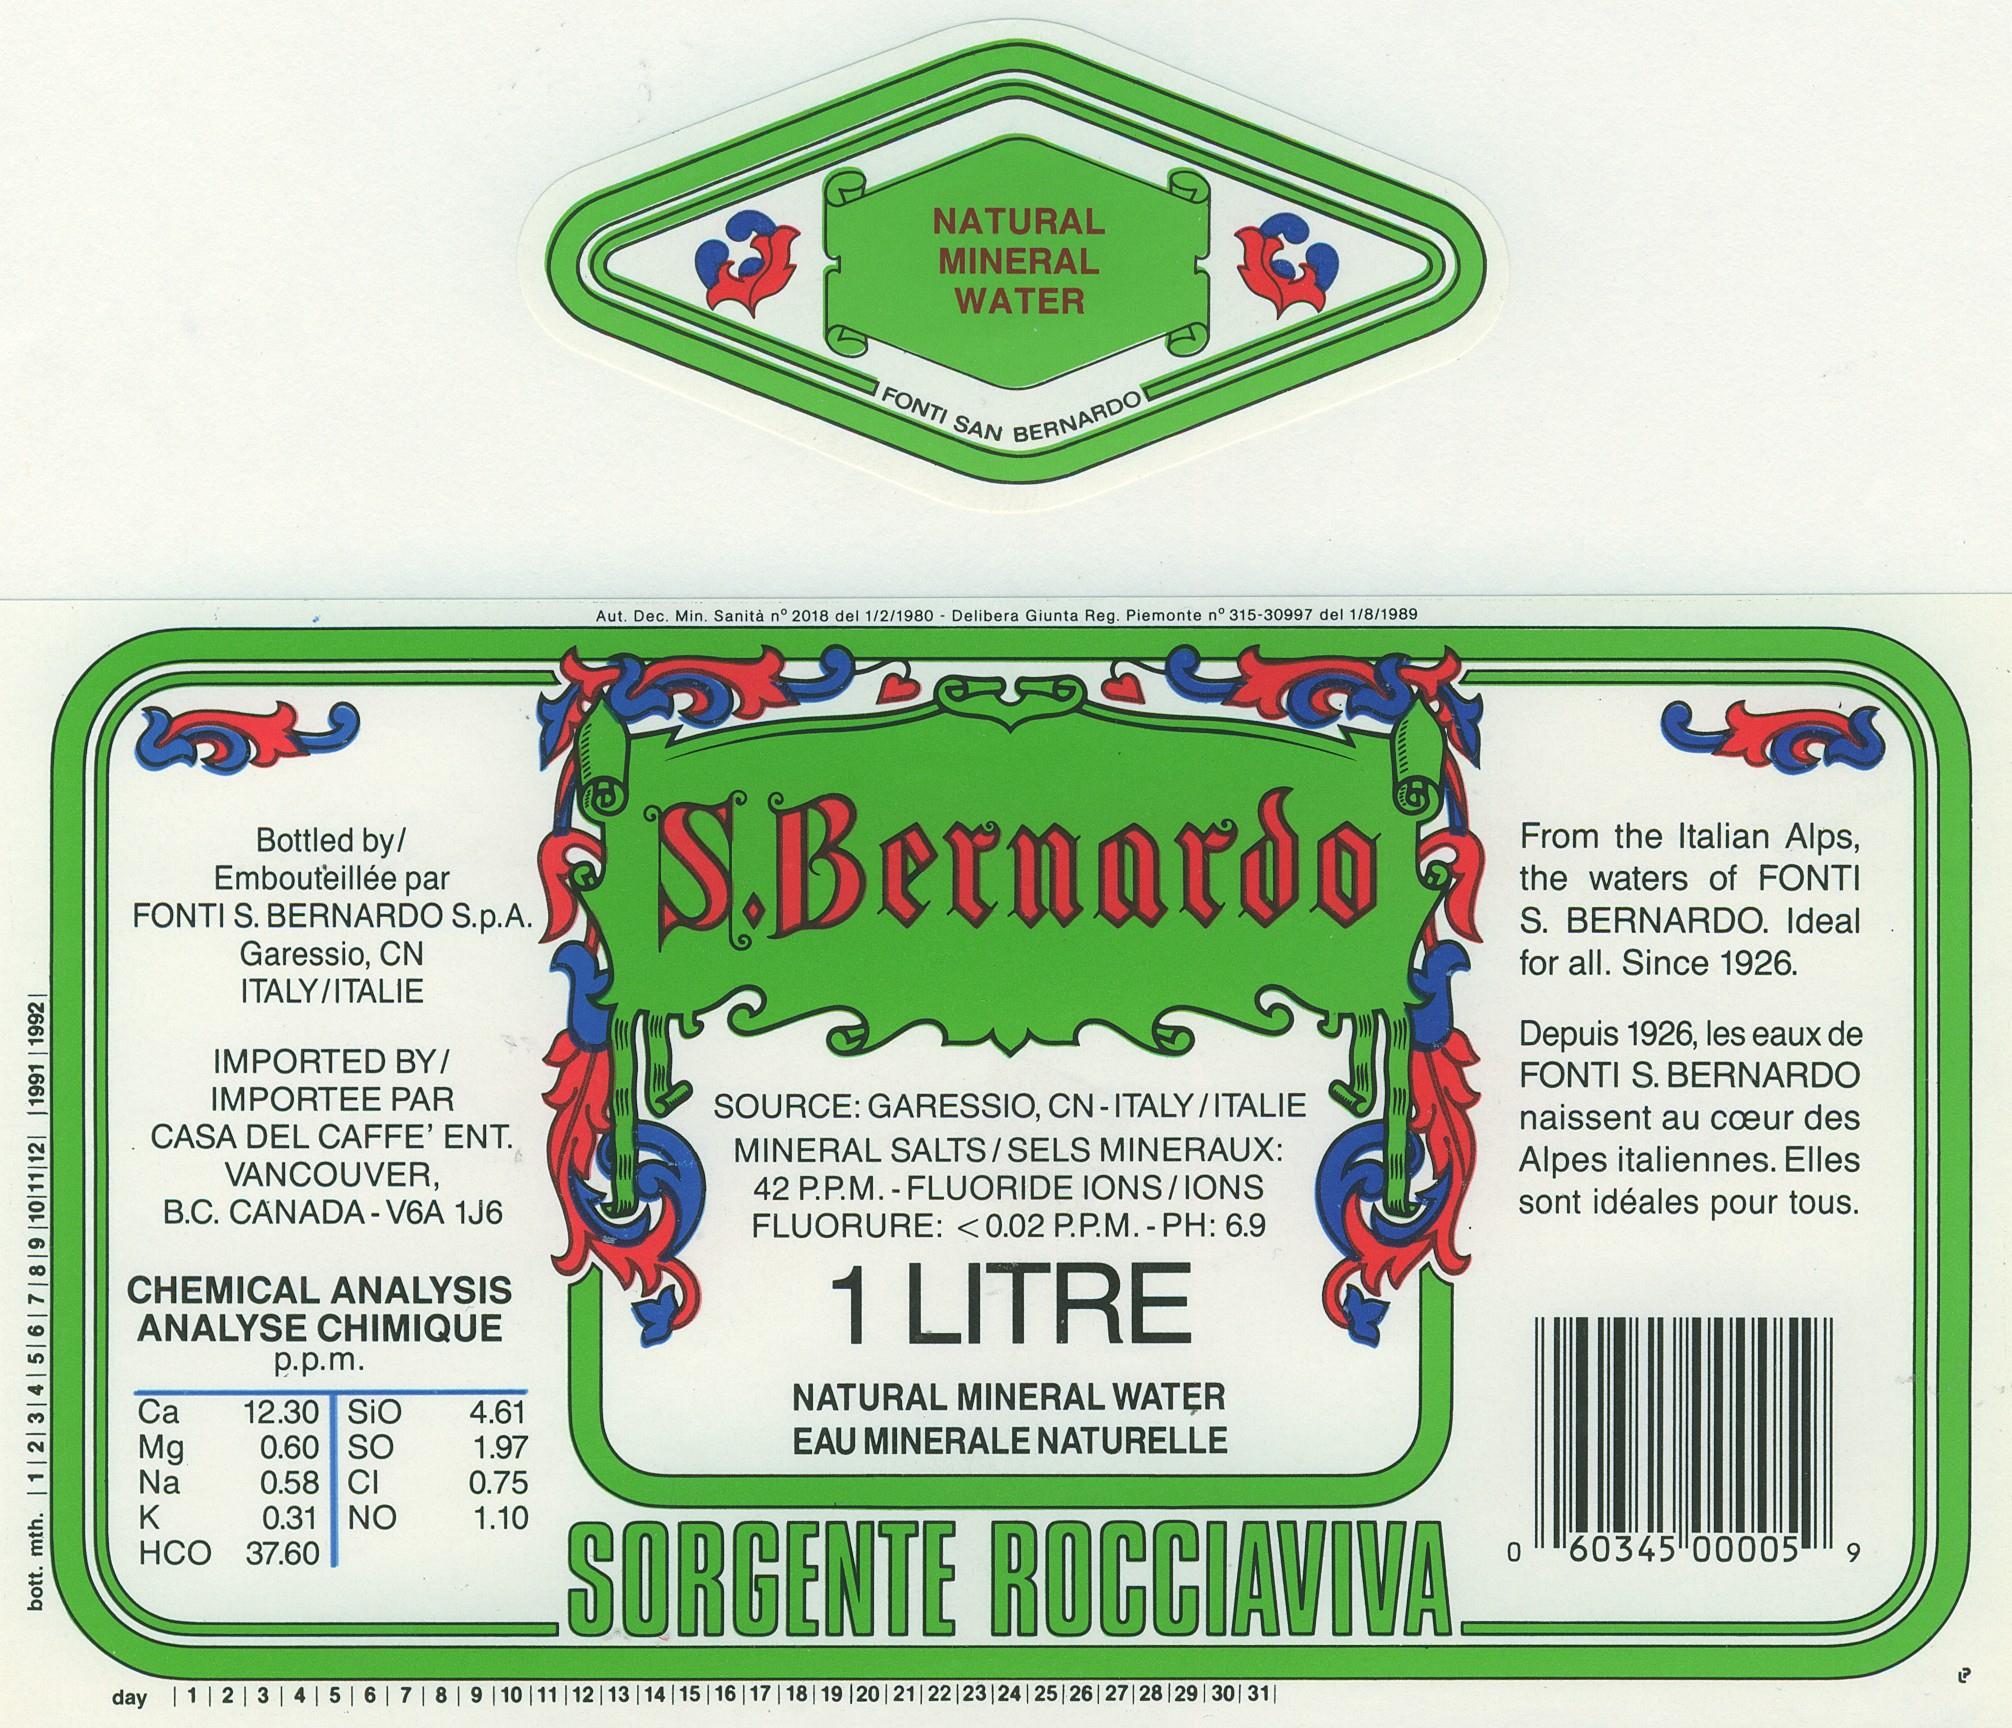 NATURAL
MINERAL
WATER
FONTI SAN BERNARDO
Aut. Dec. Min. Sanità nº 2018 del 1/2/1980 - Delibera Giunta Reg. Piemonte nº 315-30997 del 1/8/1989
S. Bernardo
SOURCE: GARESSIO, CN - ITALY / ITALIE
MINERAL SALTS / SELS MINERAUX:
42 P.P.M. - FLUORIDE IONS / IONS
FLUORURE: < 0.02 P.P.M. - PH: 6.9
1 LITRE
NATURAL MINERAL WATER
EAU MINERALE NATURELLE
SORGENTE ROCCIAVIVA
Bottled by/
Embouteillée par
FONTI S. BERNARDO S.p.A.
Garessio, CN
ITALY/ITALIE
IMPORTED BY/
IMPORTEE PAR
CASA DEL CAFFE' ENT.
VANCOUVER,
B.C. CANADA - V6A 1J6
CHEMICAL ANALYSIS
ANALYSE CHIMIQUE
p.p.m.
Ca 12.30 | SiO 4.61
Mg 0.60 | SO 1.97
Na 0.58 | Cl 0.75
K 0.31 | NO 1.10
HCO 37.60
From the Italian Alps,
the waters of FONTI
S. BERNARDO. Ideal
for all. Since 1926.
Depuis 1926, les eaux de
FONTI S. BERNARDO
naissent au cœur des
Alpes italiennes. Elles
sont idéales pour tous.
0 60345 00005 9
bott. mth. | 1 | 2 | 3 | 4 | 5 | 6 | 7 | 8 | 9 | 10 | 11 | 12 | | 1991 | 1992 |
day | 1 | 2 | 3 | 4 | 5 | 6 | 7 | 8 | 9 | 10 | 11 | 12 | 13 | 14 | 15 | 16 | 17 | 18 | 19 | 20 | 21 | 22 | 23 | 24 | 25 | 26 | 27 | 28 | 29 | 30 | 31 |